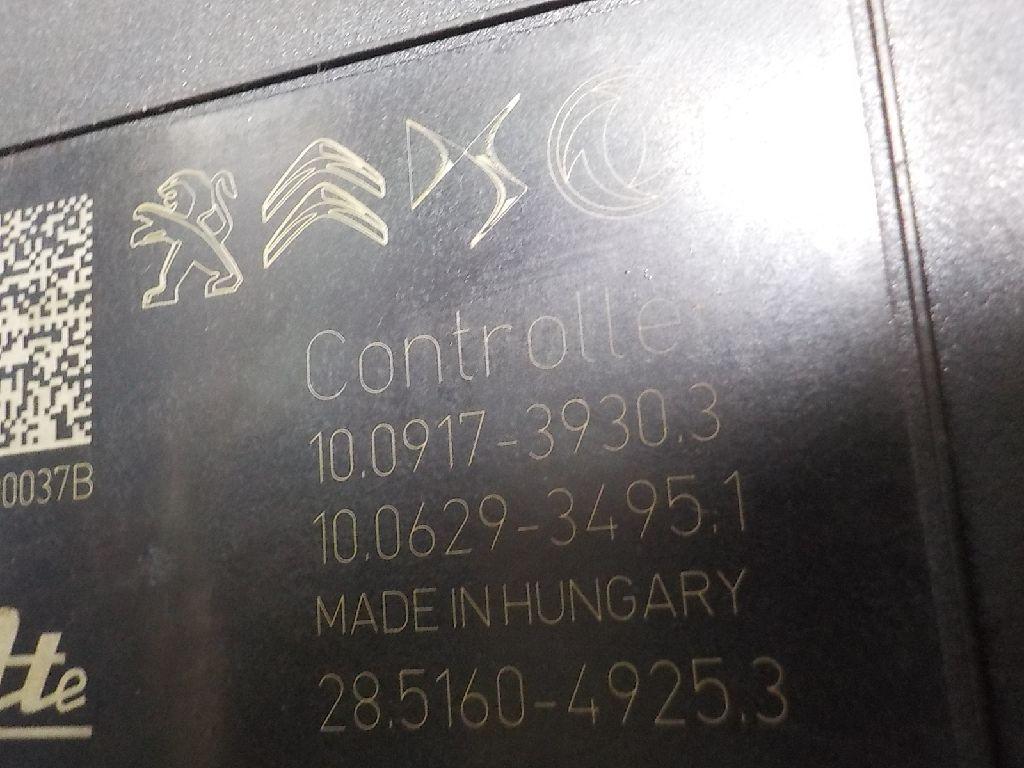 Controller
10.0917-3930.3
10.0629-3495.1
MADE IN HUNGARY
28.5160-4925.3
0037B